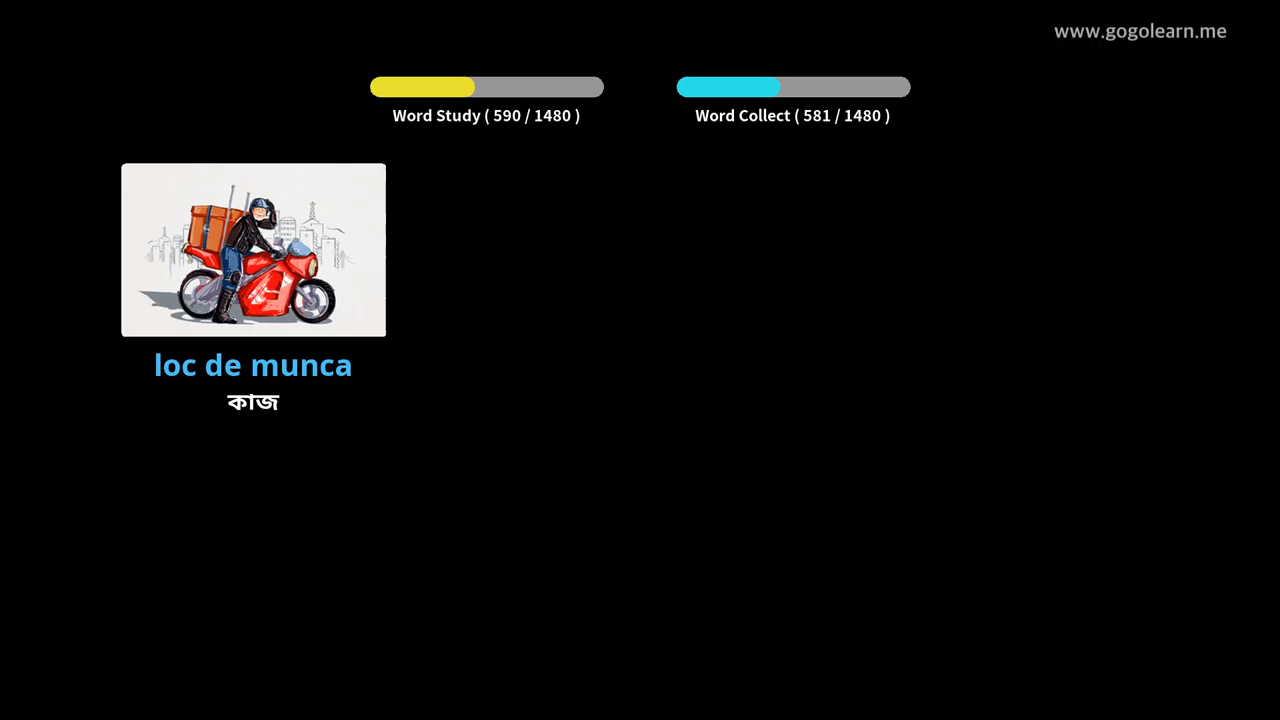 www.gogolearn.me
Word Study ( 590 / 1480 )
Word Collect ( 581 / 1480 )
loc de munca
কাজ